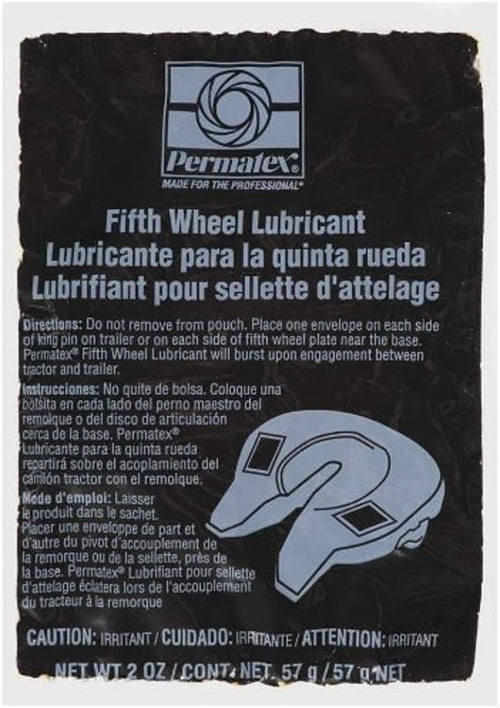 Permatex®
MADE FOR THE PROFESSIONAL®
Fifth Wheel Lubricant
Lubricante para la quinta rueda
Lubrifiant pour sellette d'attelage
Directions: Do not remove from pouch. Place one envelope on each side
of king pin on trailer or on each side of fifth wheel plate near the base.
Permatex® Fifth Wheel Lubricant will burst upon engagement between
tractor and trailer.
Instrucciones: No quite de bolsa. Coloque una
bolsita en cada lado del perno maestro del
remolque o del disco de articulación
cerca de la base. Permatex®
Lubricante para la quinta rueda
repartirá sobre el acoplamiento del
camión tractor con el remolque.
Mode d'emploi: Laisser
le produit dans le sachet.
Placer une enveloppe de part et
d'autre du pivot d'accouplement de
la remorque ou de la sellette, près de
la base. Permatex® Lubrifiant pour sellette
d'attelage éclatera lors de l'accouplement
du tracteur à la remorque
CAUTION: IRRITANT / CUIDADO: IRRITANTE / ATTENTION: IRRITANT
NET WT 2 OZ / CONT. NET. 57 g / 57 g NET